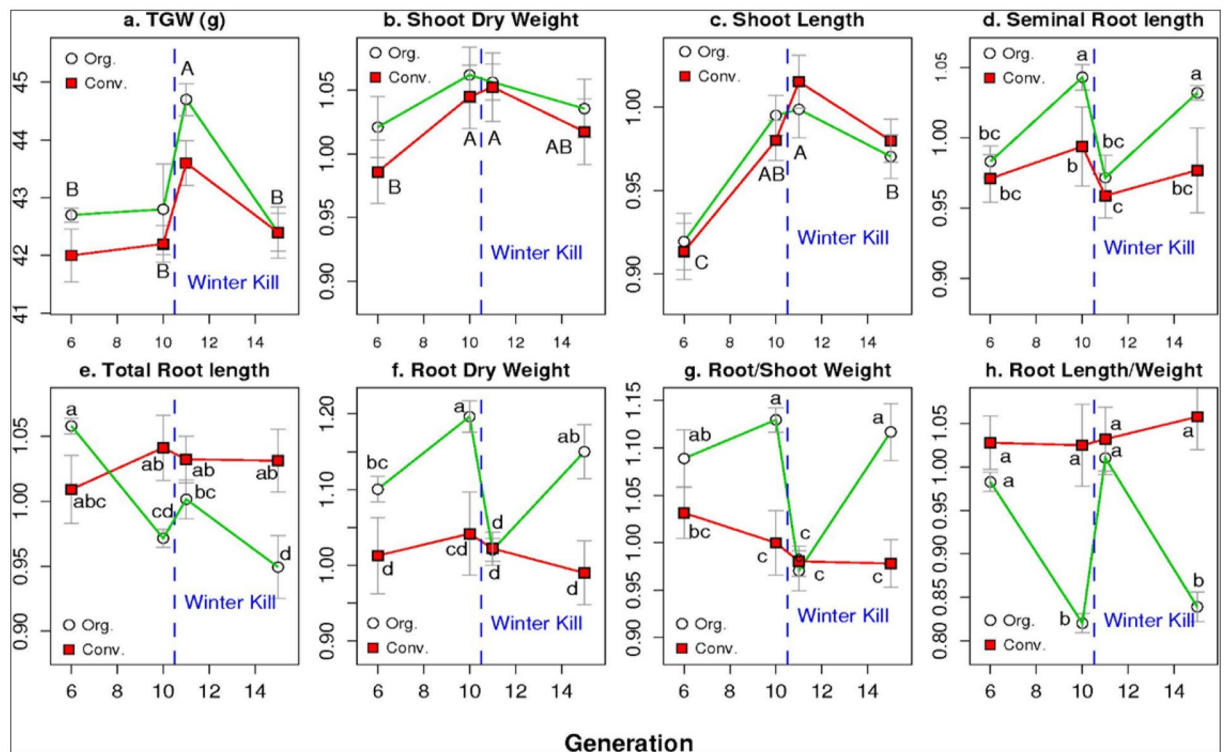 a. TGW (g)
Org.
Conv.
45
44
43
42
41
B
A
B
B
Winter Kill
6 8 10 12 14
b. Shoot Dry Weight
Org.
Conv.
1.05
1.00
0.95
0.90
B
A A
AB
Winter Kill
6 8 10 12 14
c. Shoot Length
Org.
Conv.
1.00
0.95
0.90
C
AB
A
B
Winter Kill
6 8 10 12 14
d. Seminal Root length
Org.
Conv.
1.05
1.00
0.95
0.90
bc
a
bc
a
bc
b
c
bc
Winter Kill
6 8 10 12 14
e. Total Root length
1.05
1.00
0.95
0.90
a
abc
ab
cd
ab
bc
ab
d
Winter Kill
Org.
Conv.
6 8 10 12 14
f. Root Dry Weight
1.20
1.10
1.00
0.90
bc
a
d
ab
d
cd
d
d
Winter Kill
Org.
Conv.
6 8 10 12 14
g. Root/Shoot Weight
1.15
1.10
1.05
1.00
0.95
0.90
ab
a
c
a
bc
c
c
c
Winter Kill
Org.
Conv.
6 8 10 12 14
h. Root Length/Weight
1.05
1.00
0.95
0.90
0.85
0.80
a
a
a
a
a
b
a
b
Winter Kill
Org.
Conv.
6 8 10 12 14
Generation